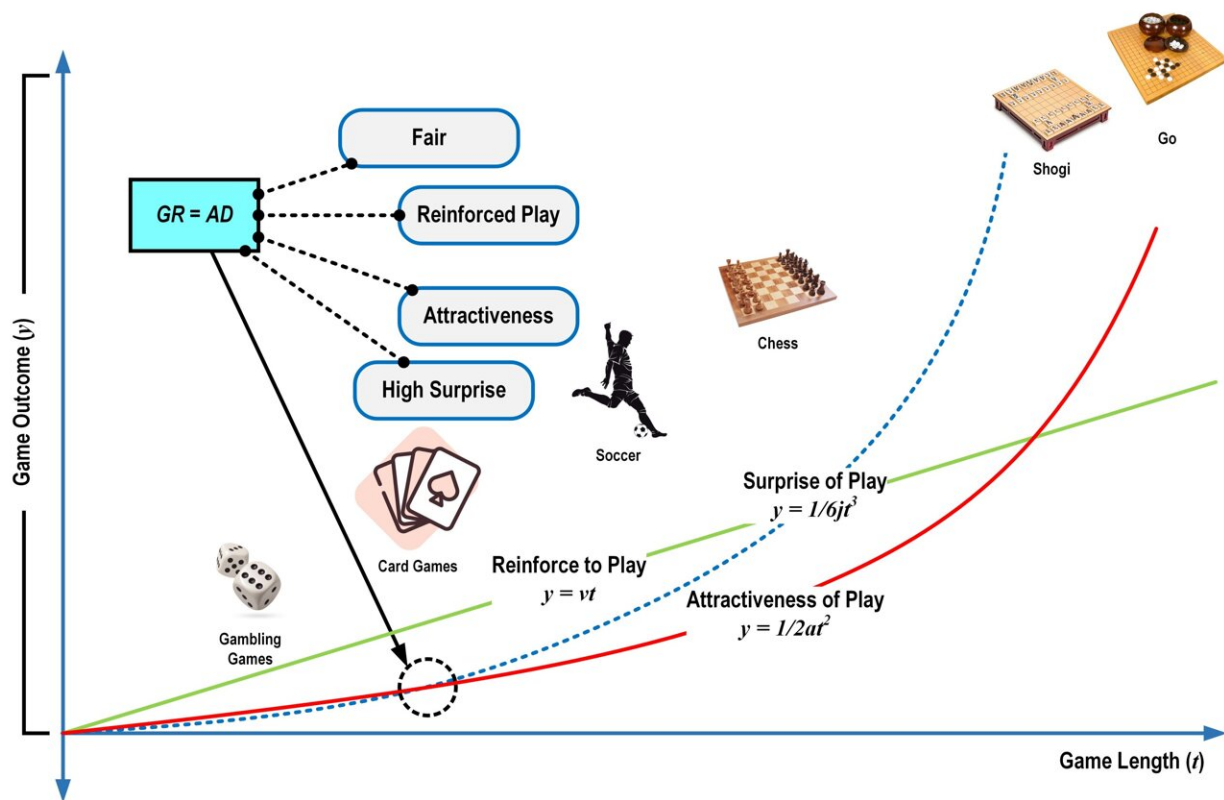 Game Outcome (y)
GR = AD
Fair
Reinforced Play
Attractiveness
High Surprise
Go
Shogi
Chess
Soccer
Card Games
Gambling
Games
Surprise of Play
y = 1/6jt³
Reinforce to Play
y = vt
Attractiveness of Play
y = 1/2at²
Game Length (t)